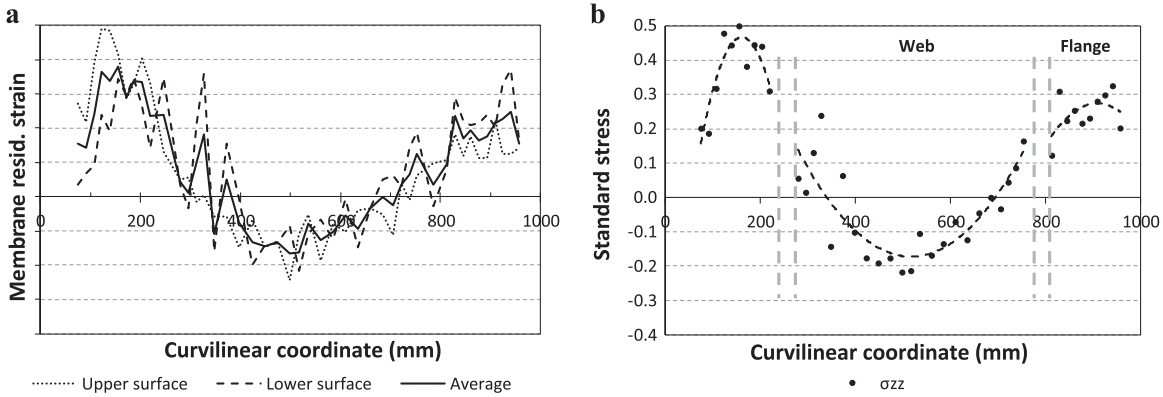 a
Membrane resid. strain
0
200
400
600
800
1000
Curvilinear coordinate (mm)
Upper surface
Lower surface
Average
b
Standard stress
0.5
0.4
0.3
0.2
0.1
0.0
-0.1
-0.2
-0.3
-0.4
Web
Flange
0
200
400
600
800
1000
Curvilinear coordinate (mm)
σzz